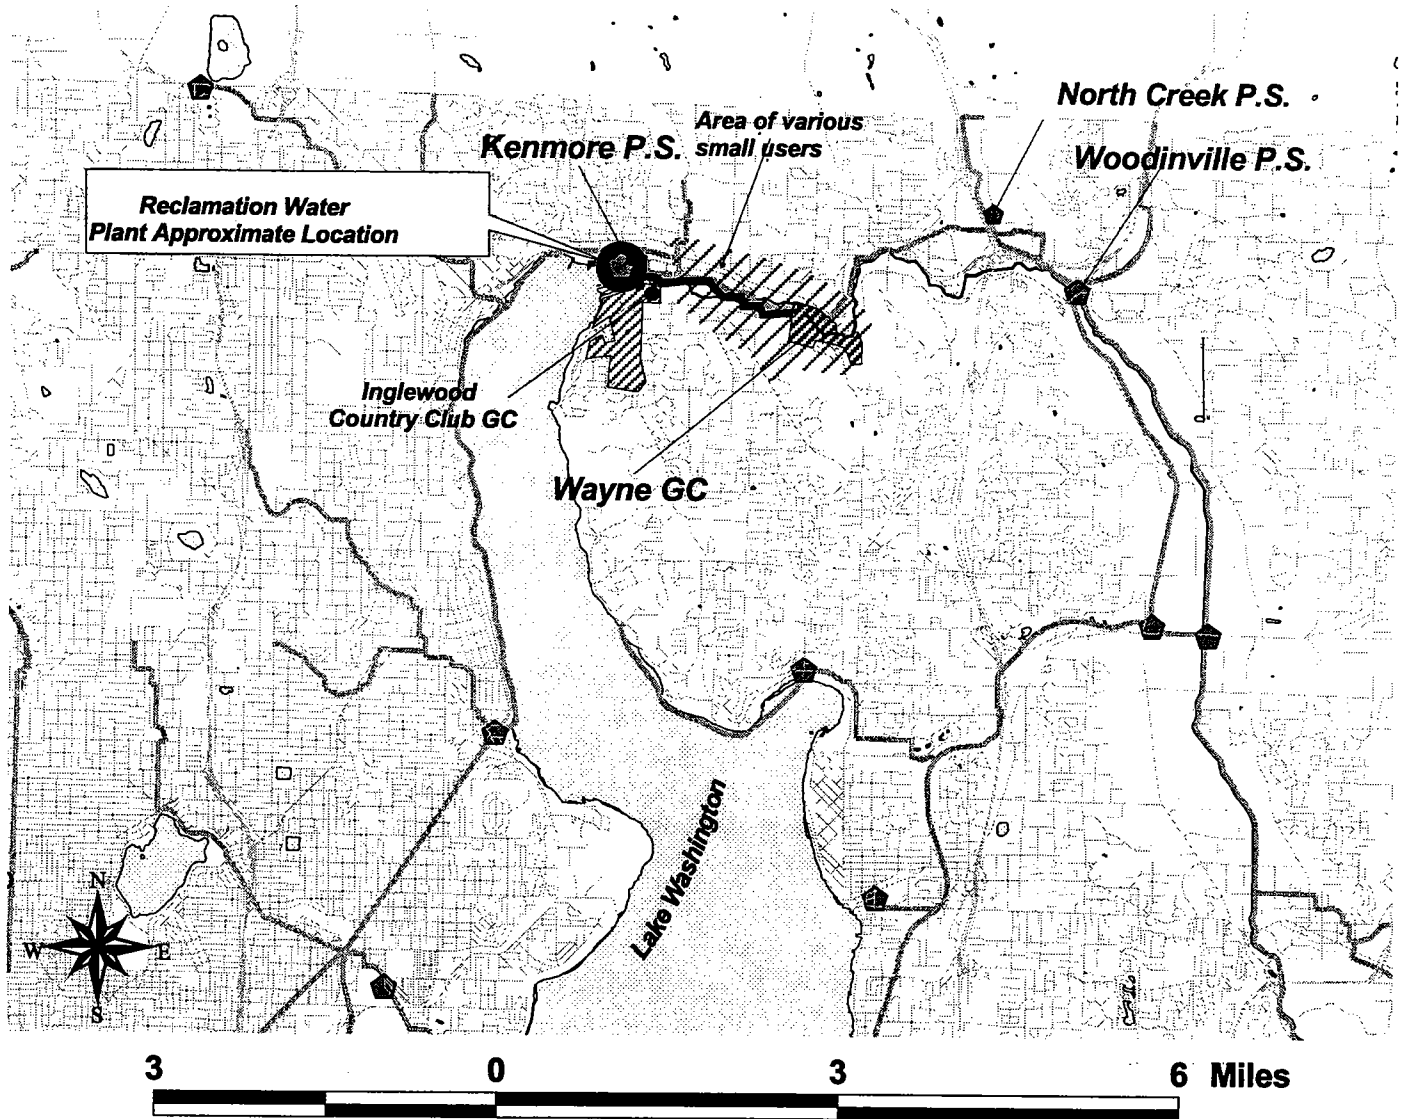 North Creek P.S.
Area of various
small users
Kenmore P.S.
Woodinville P.S.
Reclamation Water
Plant Approximate Location
Inglewood
Country Club GC
Wayne GC
Lake Washington
N
W E
S
3 0 3 6 Miles